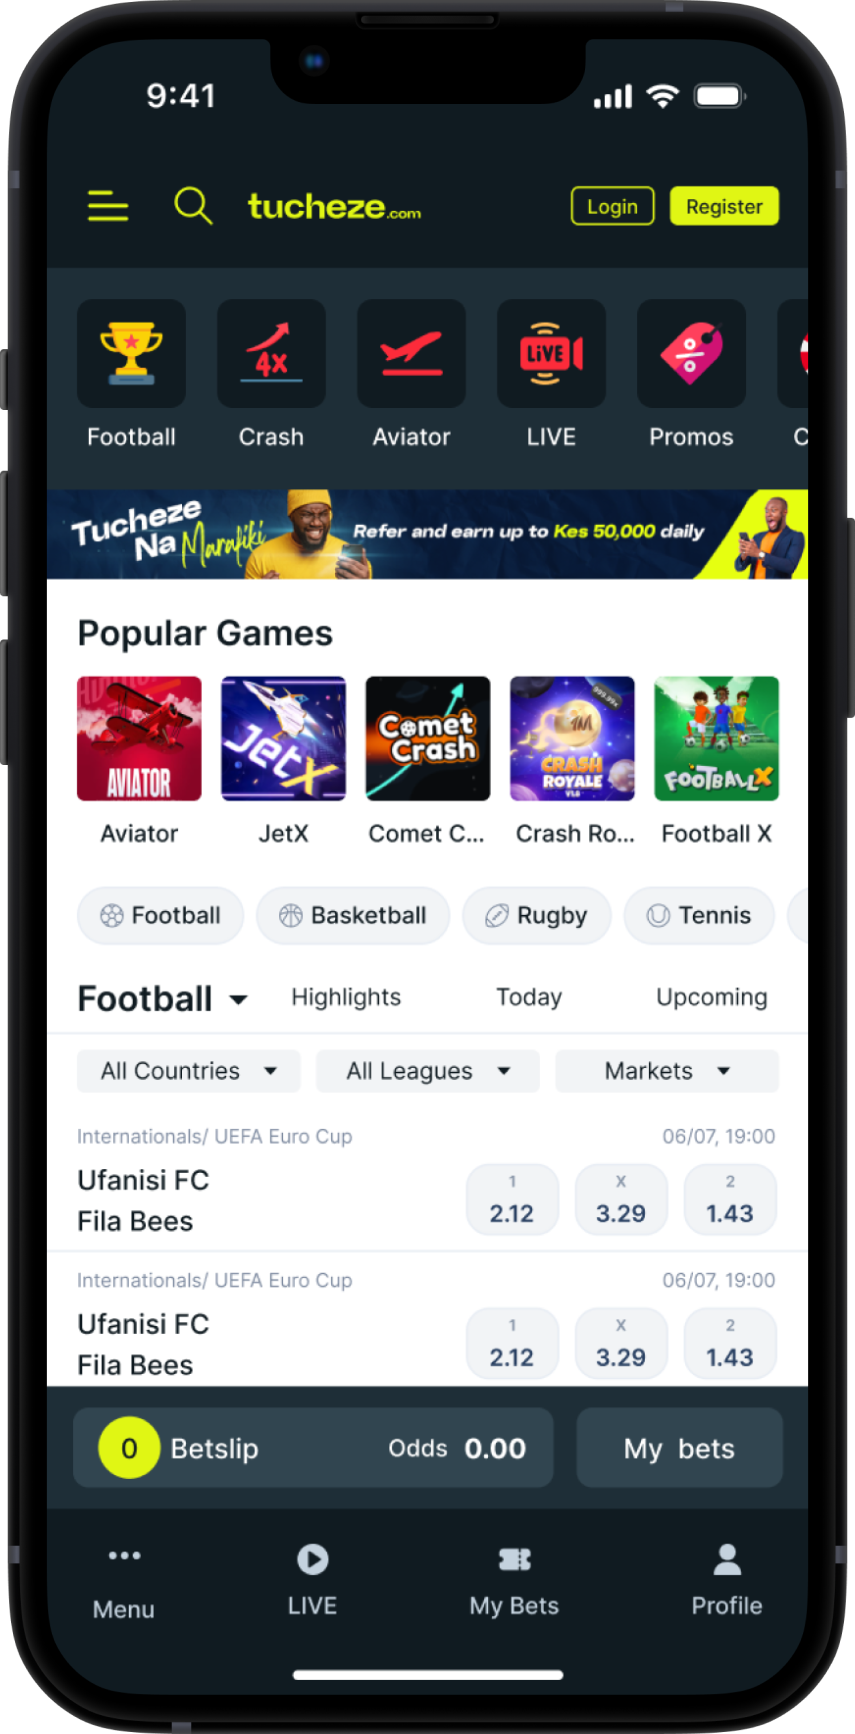 9:41
tucheze.com
Login
Register
4X
LiVE
Football
Crash
Aviator
LIVE
Promos
C
Tucheze
Na Marafiki
Refer and earn up to Kes 50,000 daily
Popular Games
AVIATOR
JetX
Comet
Crash
1M
CRASH
ROYALE
FOOTBALLX
Aviator
JetX
Comet C...
Crash Ro...
Football X
Football
Basketball
Rugby
Tennis
Football
Highlights
Today
Upcoming
All Countries
All Leagues
Markets
Internationals/ UEFA Euro Cup
06/07, 19:00
Ufanisi FC
Fila Bees
1
2.12
X
3.29
2
1.43
Internationals/ UEFA Euro Cup
06/07, 19:00
Ufanisi FC
Fila Bees
1
2.12
X
3.29
2
1.43
0
Betslip
Odds
0.00
My bets
Menu
LIVE
My Bets
Profile